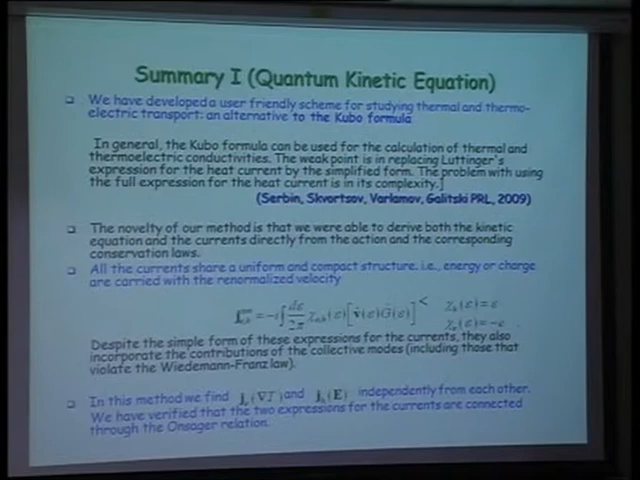 Summary I (Quantum Kinetic Equation)
We have developed a user friendly scheme for studying thermal and thermo-
electric transport: an alternative to the Kubo formula
In general, the Kubo formula can be used for the calculation of thermal and
thermoelectric conductivities. The weak point is in replacing Luttinger's
expression for the heat current by the simplified form. The problem with using
the full expression for the heat current is in its complexity.]
(Serbin, Skvortsov, Varlamov, Galitski PRL, 2009)
The novelty of our method is that we were able to derive both the kinetic
equation and the currents directly from the action and the corresponding
conservation laws.
All the currents share a uniform and compact structure. i.e., energy or charge
are carried with the renormalized velocity
Despite the simple form of these expressions for the currents, they also
incorporate the contributions of the collective modes (including those that
violate the Wiedemann-Franz law).
In this method we find and independently from each other.
We have verified that the two expressions for the currents are connected
through the Onsager relation.